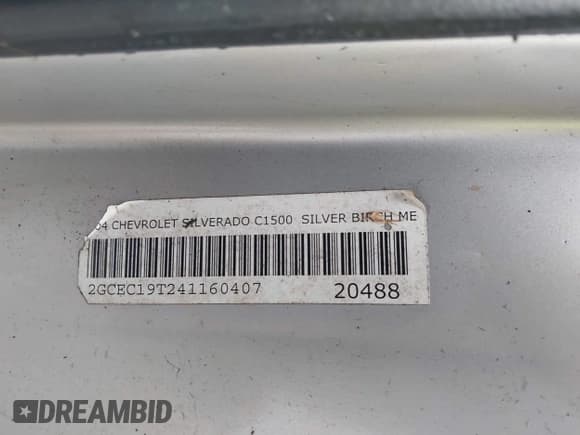 04 CHEVROLET SILVERADO C1500 SILVER BIRCH ME
2GCEC19T241160407
20488
DREAMBID